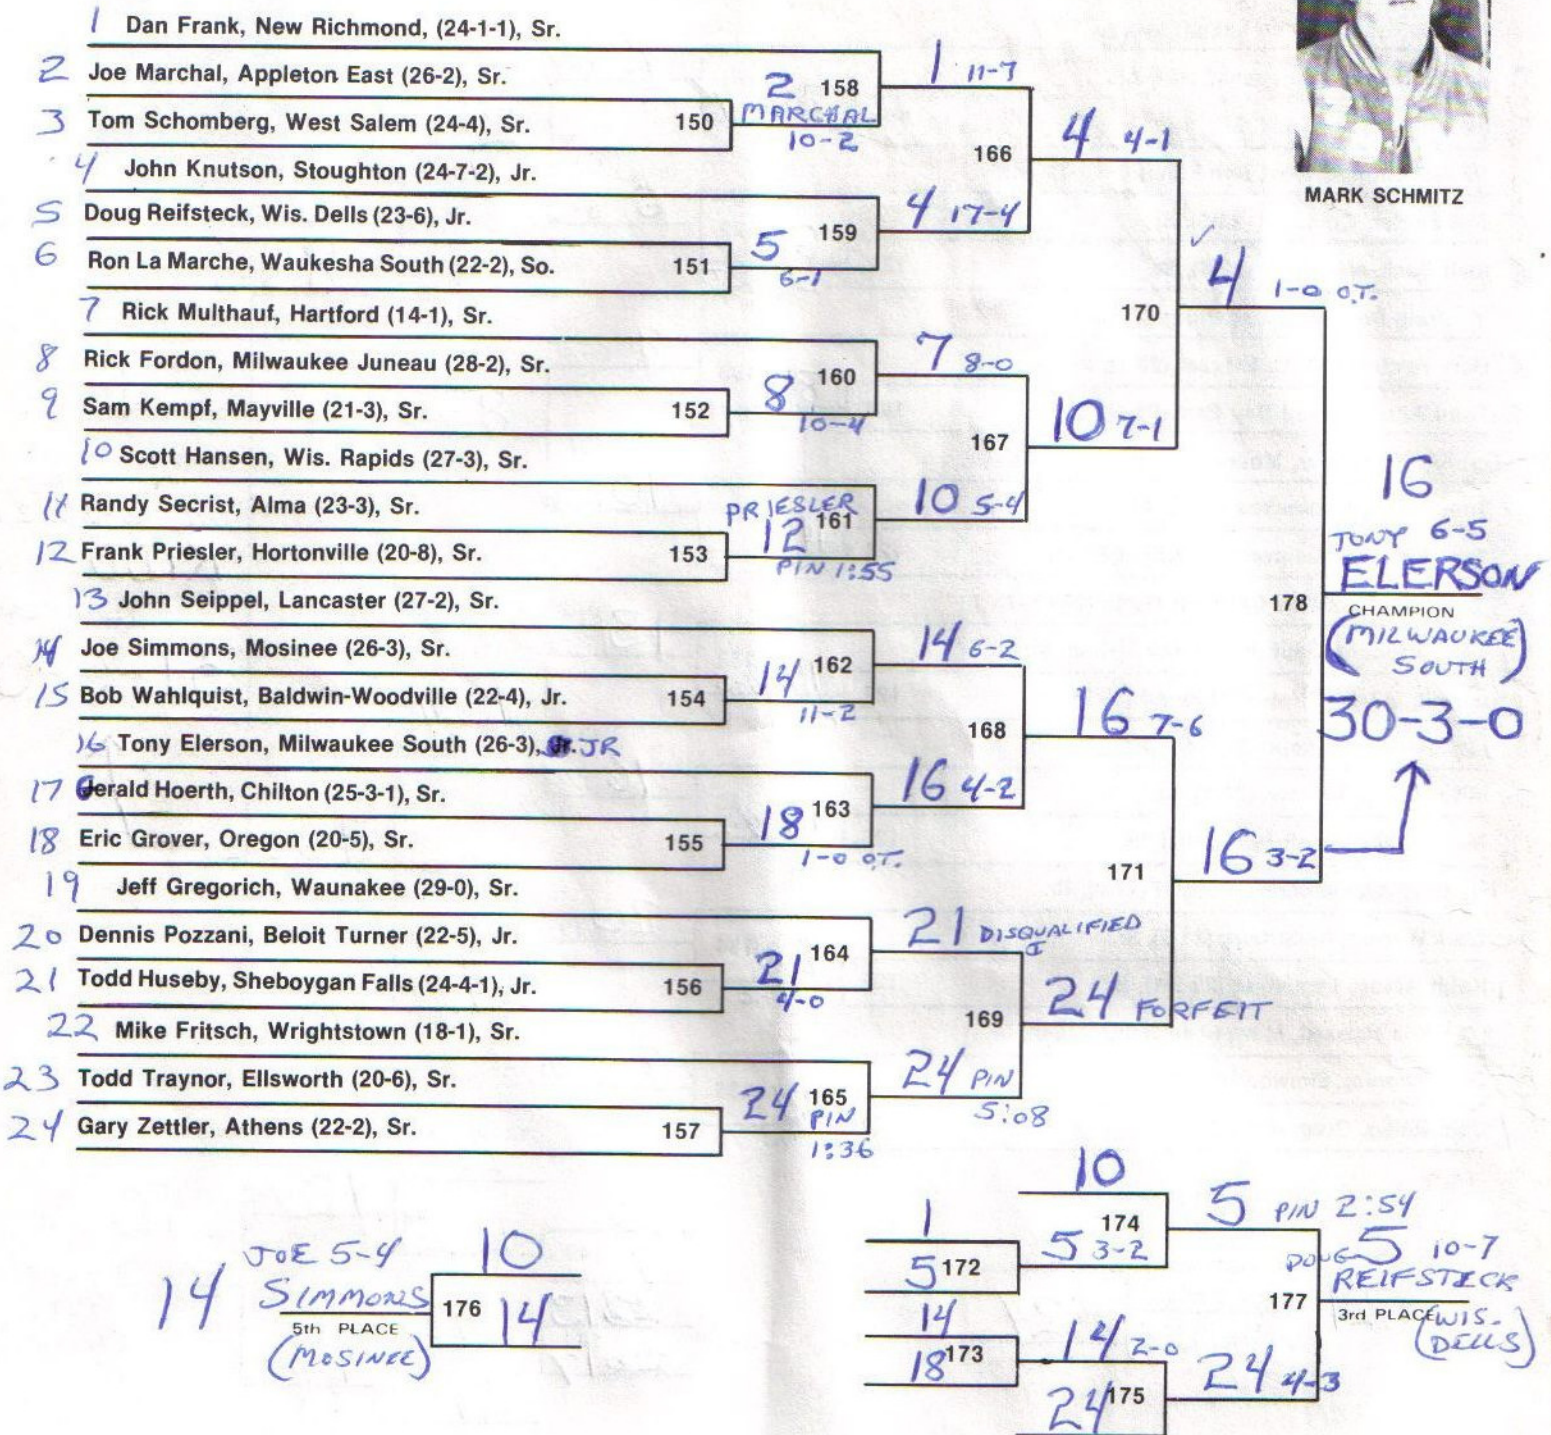 1 Dan Frank, New Richmond, (24-1-1), Sr.
2 Joe Marchal, Appleton East (26-2), Sr.
3 Tom Schomberg, West Salem (24-4), Sr.
150
2 158
MARCHAL
10-2
1 11-7
4 John Knutson, Stoughton (24-7-2), Jr.
5 Doug Reifsteck, Wis. Dells (23-6), Jr.
6 Ron La Marche, Waukesha South (22-2), So.
151
5 159
6-1
4 17-4
166
4 4-1
MARK SCHMITZ
7 Rick Multhauf, Hartford (14-1), Sr.
8 Rick Fordon, Milwaukee Juneau (28-2), Sr.
9 Sam Kempf, Mayville (21-3), Sr.
152
8 160
10-4
7 8-0
10 Scott Hansen, Wis. Rapids (27-3), Sr.
11 Randy Secrist, Alma (23-3), Sr.
12 Frank Priesler, Hortonville (20-8), Sr.
153
PRIESLER
12 161
PIN 1:55
10 5-4
167
10 7-1
170
4 1-0 O.T.
13 John Seippel, Lancaster (27-2), Sr.
14 Joe Simmons, Mosinee (26-3), Sr.
15 Bob Wahlquist, Baldwin-Woodville (22-4), Jr.
154
14 162
11-2
14 6-2
16 Tony Elerson, Milwaukee South (26-3), JR
17 Gerald Hoerth, Chilton (25-3-1), Sr.
18 Eric Grover, Oregon (20-5), Sr.
155
18 163
1-0 O.T.
16 4-2
168
16 7-6
19 Jeff Gregorich, Waunakee (29-0), Sr.
20 Dennis Pozzani, Beloit Turner (22-5), Jr.
21 Todd Huseby, Sheboygan Falls (24-4-1), Jr.
156
21 164
4-0
21 DISQUALIFIED
I
22 Mike Fritsch, Wrightstown (18-1), Sr.
23 Todd Traynor, Ellsworth (20-6), Sr.
24 Gary Zettler, Athens (22-2), Sr.
157
24 165
PIN
1:36
24 PIN
5:08
169
24 FORFEIT
171
16 3-2
178
16
TONY 6-5
ELERSON
CHAMPION
(MILWAUKEE
SOUTH)
30-3-0
14
JOE 5-4
SIMMONS
5th PLACE
(MOSINEE)
176
10
14
1
5 172
10
5 3-2
174
5 PIN 2:54
14
18 173
14 2-0
24 175
24 4-3
177
DOUG 5 10-7
REIFSTECK
3rd PLACE (WIS.
DELLS)